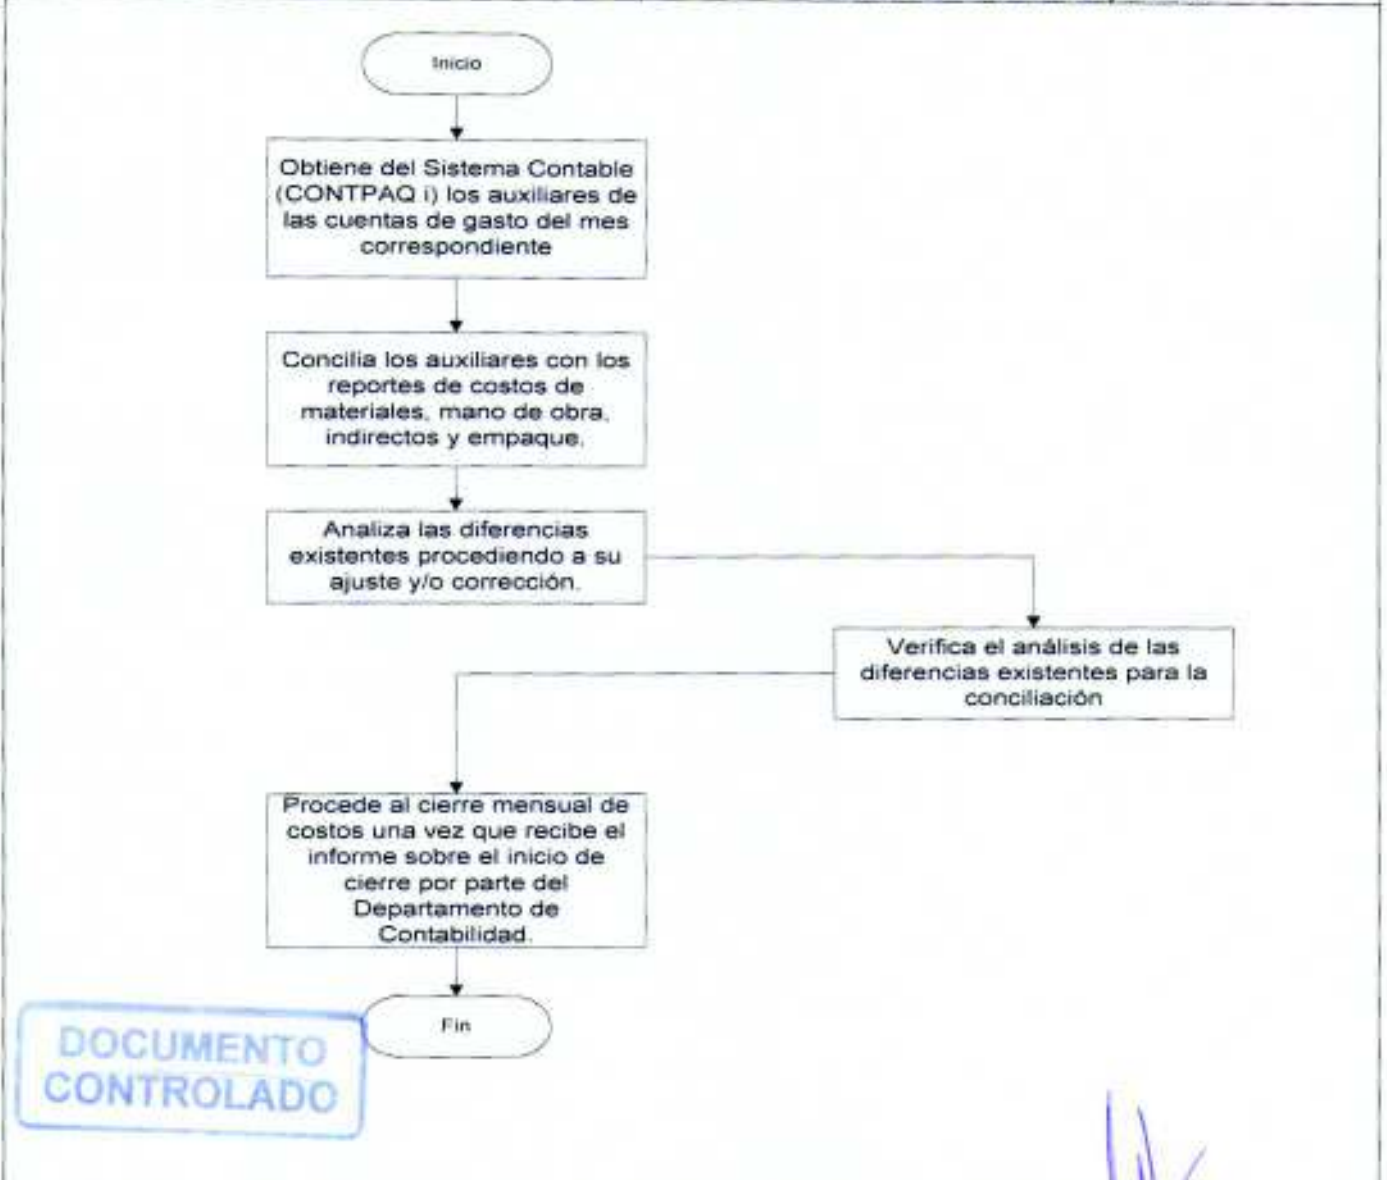 Inicio
Obtiene del Sistema Contable
(CONTPAQ i) los auxiliares de
las cuentas de gasto del mes
correspondiente
Concilia los auxiliares con los
reportes de costos de
materiales, mano de obra,
indirectos y empaque.
Analiza las diferencias
existentes procediendo a su
ajuste y/o corrección.
Verifica el análisis de las
diferencias existentes para la
conciliación
Procede al cierre mensual de
costos una vez que recibe el
informe sobre el inicio de
cierre por parte del
Departamento de
Contabilidad.
Fin
DOCUMENTO
CONTROLADO